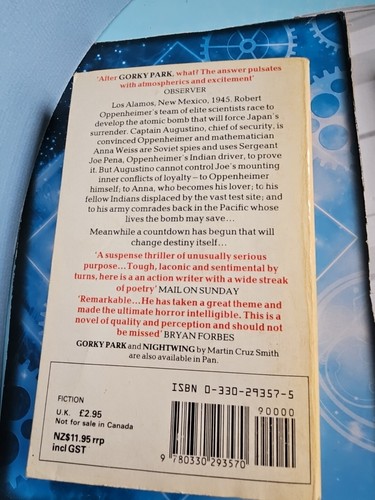 'After GORKY PARK, what? The answer pulsates
with atmospherics and excitement'
OBSERVER
Los Alamos, New Mexico, 1945. Robert
Oppenheimer's team of elite scientists race to
develop the atomic bomb that will force Japan's
surrender. Captain Augustino, chief of security, is
convinced Oppenheimer and mathematician
Anna Weiss are Soviet spies and uses Sergeant
Joe Pena, Oppenheimer's Indian driver, to prove
it. But Augustino cannot control Joe's mounting
inner conflicts of loyalty – to Oppenheimer
himself; to Anna, who becomes his lover; to his
fellow Indians displaced by the vast test site; and
to his army comrades back in the Pacific whose
lives the bomb may save...
Meanwhile a countdown has begun that will
change destiny itself...
'A suspense thriller of unusually serious
purpose...Tough, laconic and sentimental by
turns, here is a an action writer with a wide streak
of poetry' MAIL ON SUNDAY
'Remarkable...He has taken a great theme and
made the ultimate horror intelligible. This is a
novel of quality and perception and should not
be missed' BRYAN FORBES
GORKY PARK and NIGHTWING by Martin Cruz Smith
are also available in Pan.
FICTION
U.K. £2.95
Not for sale in Canada
NZ$11.95 rrp
incl GST
ISBN 0-330-29357-5
90000
9 780330 293570